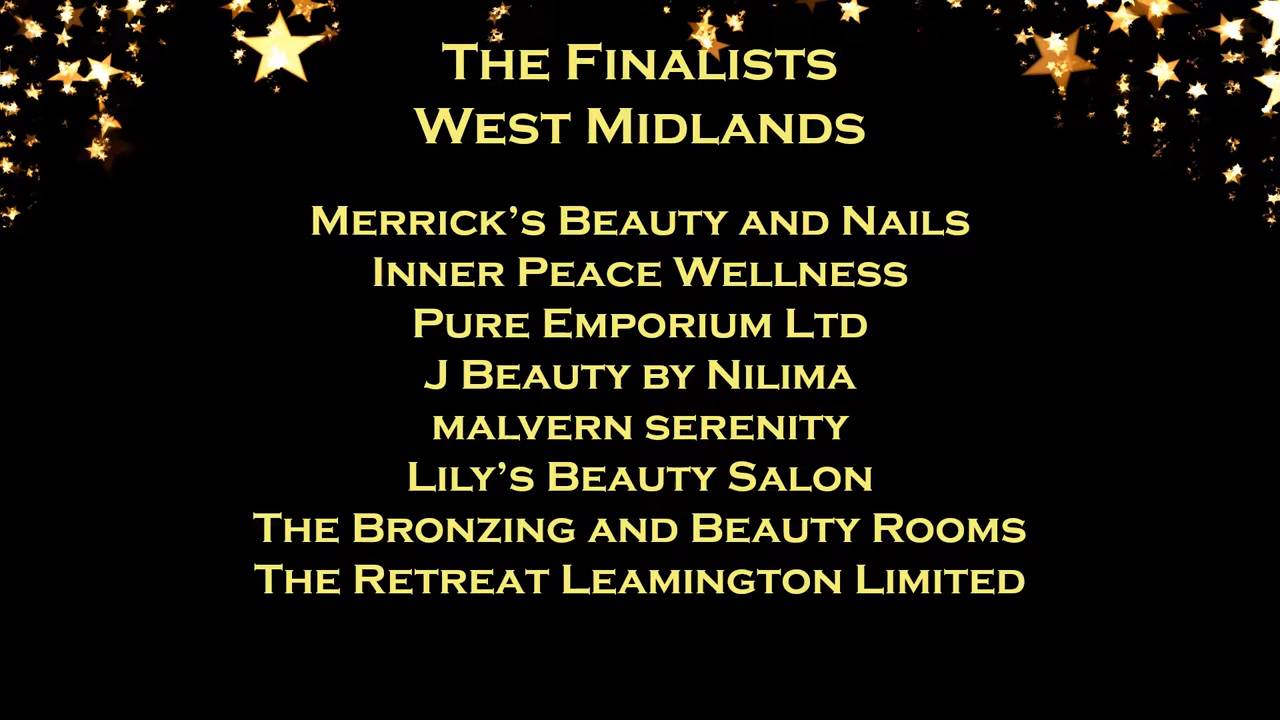 The Finalists
West Midlands
Merrick’s Beauty and Nails
Inner Peace Wellness
Pure Emporium Ltd
J Beauty by Nilima
malvern serenity
Lily’s Beauty Salon
The Bronzing and Beauty Rooms
The Retreat Leamington Limited